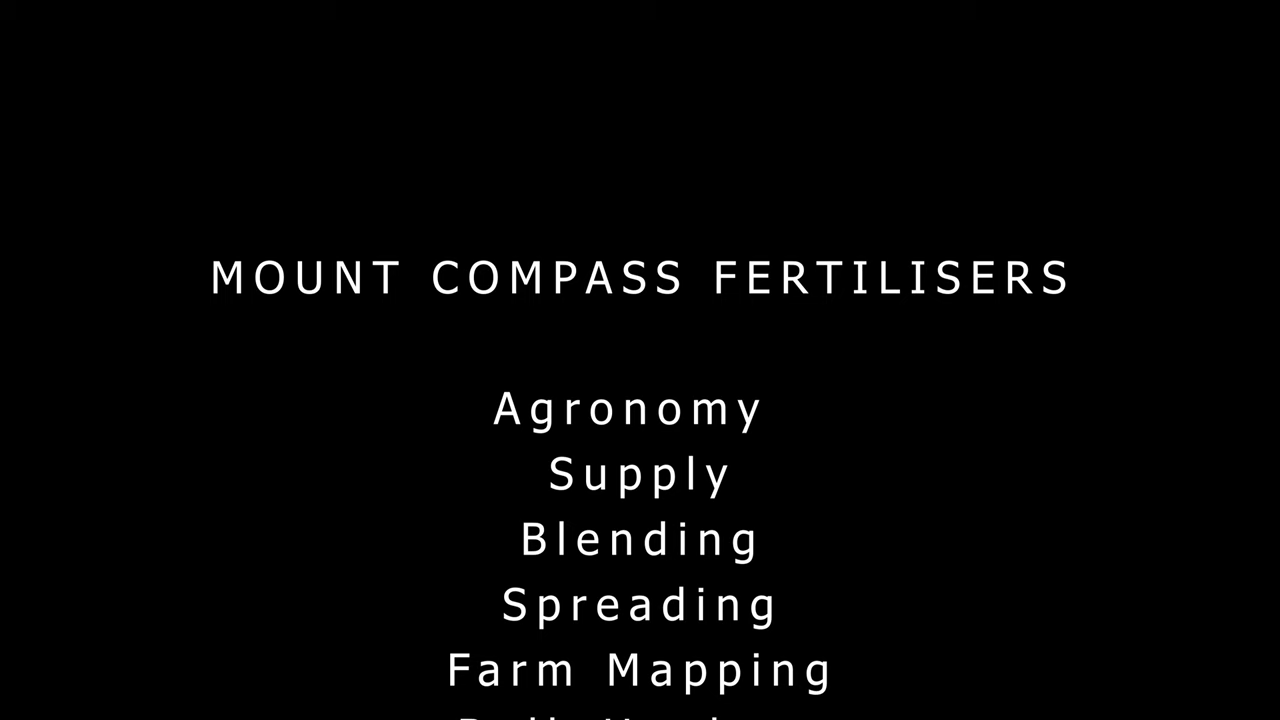 MOUNT COMPASS FERTILISERS
Agronomy
Supply
Blending
Spreading
Farm Mapping